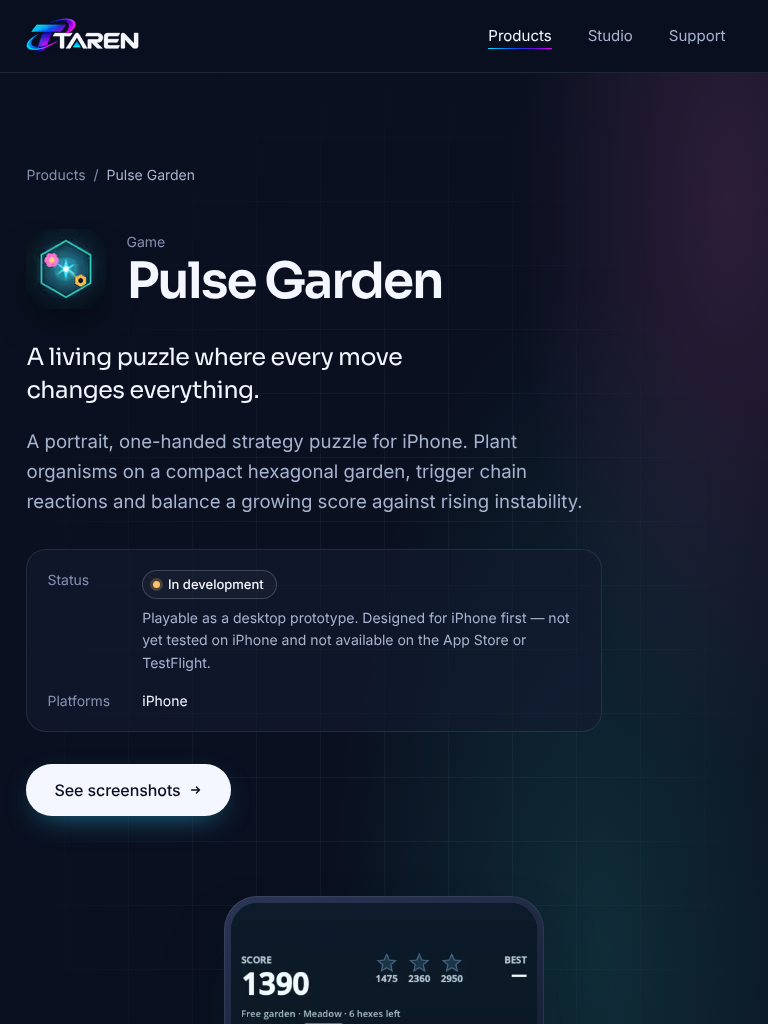 TAREN
Products
Studio
Support
Products / Pulse Garden
Game
Pulse Garden
A living puzzle where every move
changes everything.
A portrait, one-handed strategy puzzle for iPhone. Plant
organisms on a compact hexagonal garden, trigger chain
reactions and balance a growing score against rising instability.
Status
In development
Playable as a desktop prototype. Designed for iPhone first — not
yet tested on iPhone and not available on the App Store or
TestFlight.
Platforms
iPhone
See screenshots →
SCORE
1390
1475 2360 2950
BEST
—
Free garden · Meadow · 6 hexes left